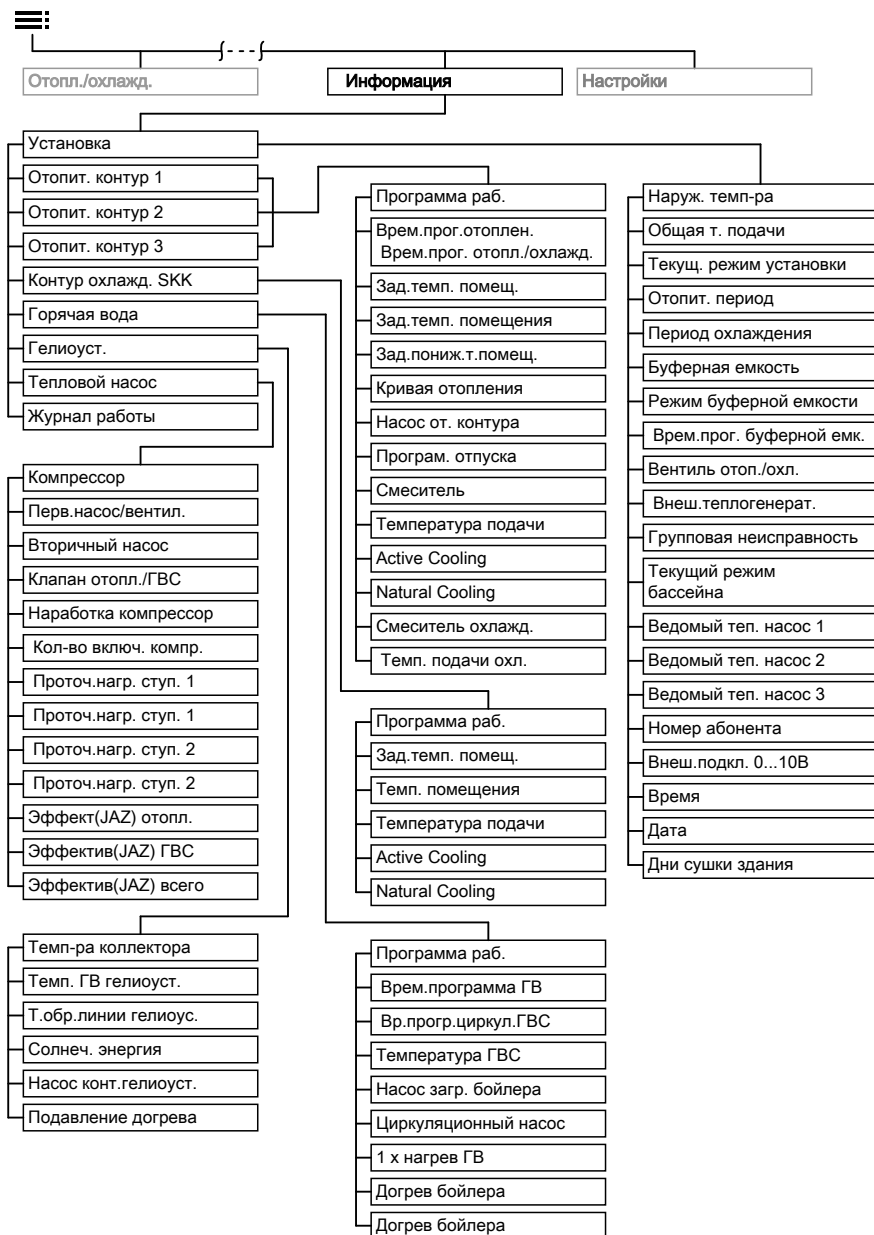 Отопл./охлажд.
Информация
Настройки
Установка
Отопит. контур 1
Отопит. контур 2
Отопит. контур 3
Контур охлажд. SKK
Горячая вода
Гелиоуст.
Тепловой насос
Журнал работы
Компрессор
Перв.насос/вентил.
Вторичный насос
Клапан отопл./ГВС
Наработка компрессор
Кол-во включ. компр.
Проточ.нагр. ступ. 1
Проточ.нагр. ступ. 1
Проточ.нагр. ступ. 2
Проточ.нагр. ступ. 2
Эффект(JAZ) отопл.
Эффектив(JAZ) ГВС
Эффектив(JAZ) всего
Темп-ра коллектора
Темп. ГВ гелиоуст.
Т.обр.линии гелиоус.
Солнеч. энергия
Насос конт.гелиоуст.
Подавление догрева
Программа раб.
Врем.прог.отоплен.
Врем.прог. отопл./охлажд.
Зад.темп. помещ.
Зад.темп. помещения
Зад.пониж.т.помещ.
Кривая отопления
Насос от. контура
Програм. отпуска
Смеситель
Температура подачи
Active Cooling
Natural Cooling
Смеситель охлажд.
Темп. подачи охл.
Программа раб.
Зад.темп. помещ.
Темп. помещения
Температура подачи
Active Cooling
Natural Cooling
Программа раб.
Врем.программа ГВ
Вр.прогр.циркул.ГВС
Температура ГВС
Насос загр. бойлера
Циркуляционный насос
1 х нагрев ГВ
Догрев бойлера
Догрев бойлера
Наруж. темп-ра
Общая т. подачи
Текущ. режим установки
Отопит. период
Период охлаждения
Буферная емкость
Режим буферной емкости
Врем.прог. буферной емк.
Вентиль отоп./охл.
Внеш.теплогенерат.
Групповая неисправность
Текущий режим
бассейна
Ведомый теп. насос 1
Ведомый теп. насос 2
Ведомый теп. насос 3
Номер абонента
Внеш.подкл. 0...10В
Время
Дата
Дни сушки здания